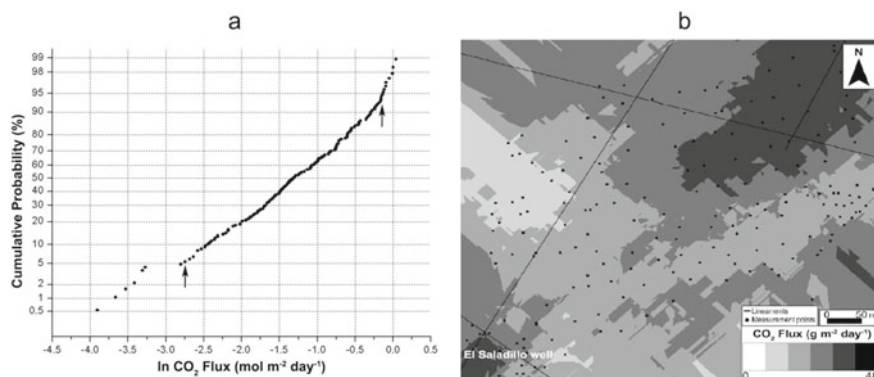 a
b
99
98
95
90
80
70
60
50
40
30
20
10
5
2
1
0.5
Cumulative Probability (%)
-4.5 -4.0 -3.5 -3.0 -2.5 -2.0 -1.5 -1.0 -0.5 0.0 0.5
ln CO₂ Flux (mol m⁻² day⁻¹)
N
Lineaments
Measurement points
0 50
CO₂ Flux (g m⁻² day⁻¹)
0
El Saladillo well